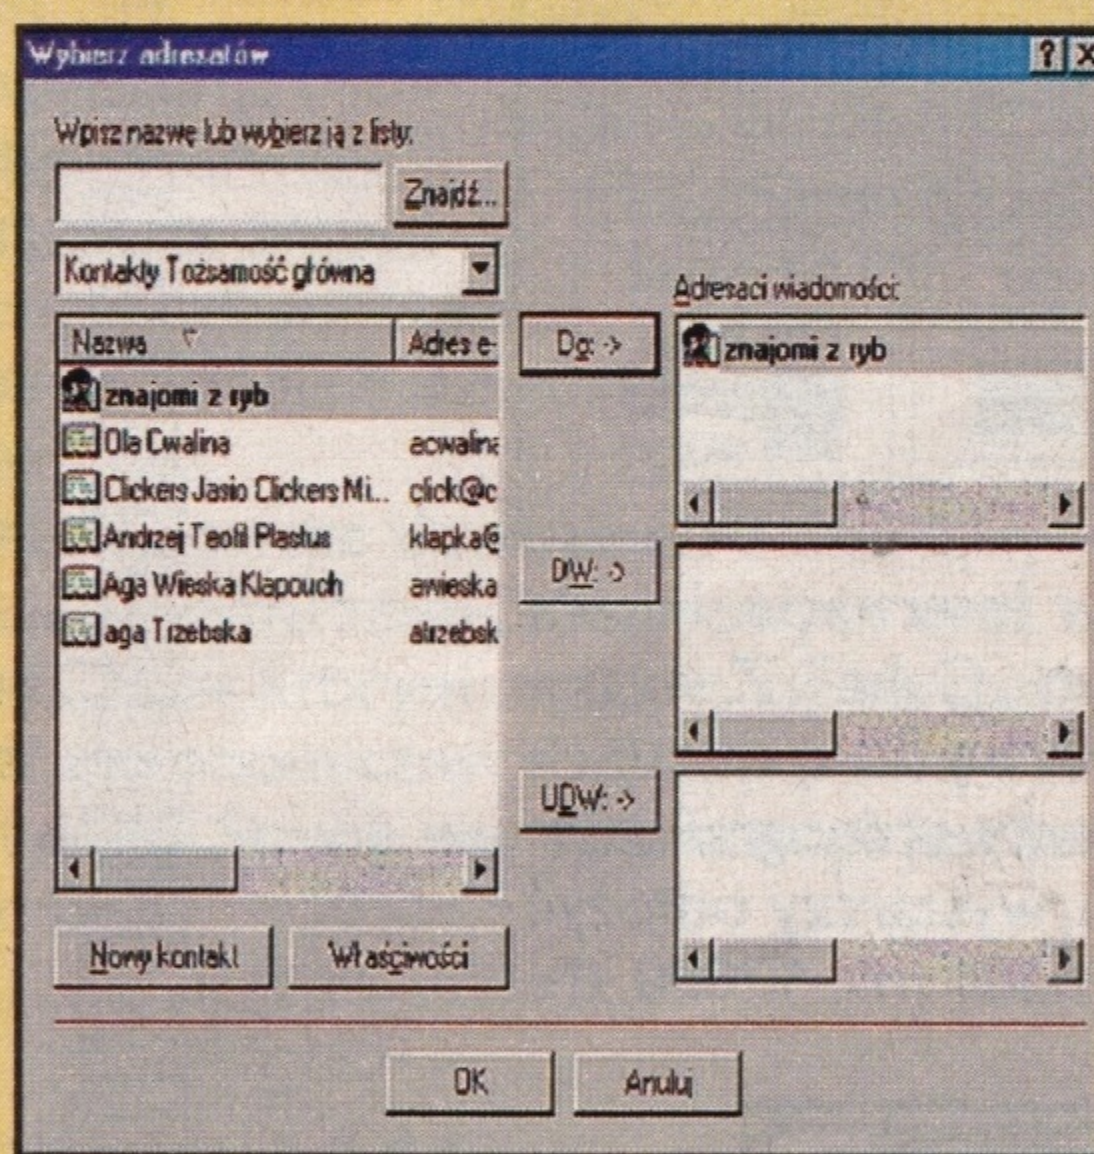 Wybierz adresatów
Wpisz nazwę lub wybierz ją z listy:
Znajdź...
Kontakty Tożsamość główna
Adresaci wiadomości:
Nazwa Adres e-
znajomi z ryb
Ola Cwalina acwalina
Clickers Jasio Clickers Mi... click@c
Andrzej Teofil Plastus klapka@
Aga Wieska Klapouch awieska
aga Trzebska atrzebsk
Do: ->
DW: ->
UDW: ->
znajomi z ryb
Nowy kontakt Właściwości
OK Anuluj